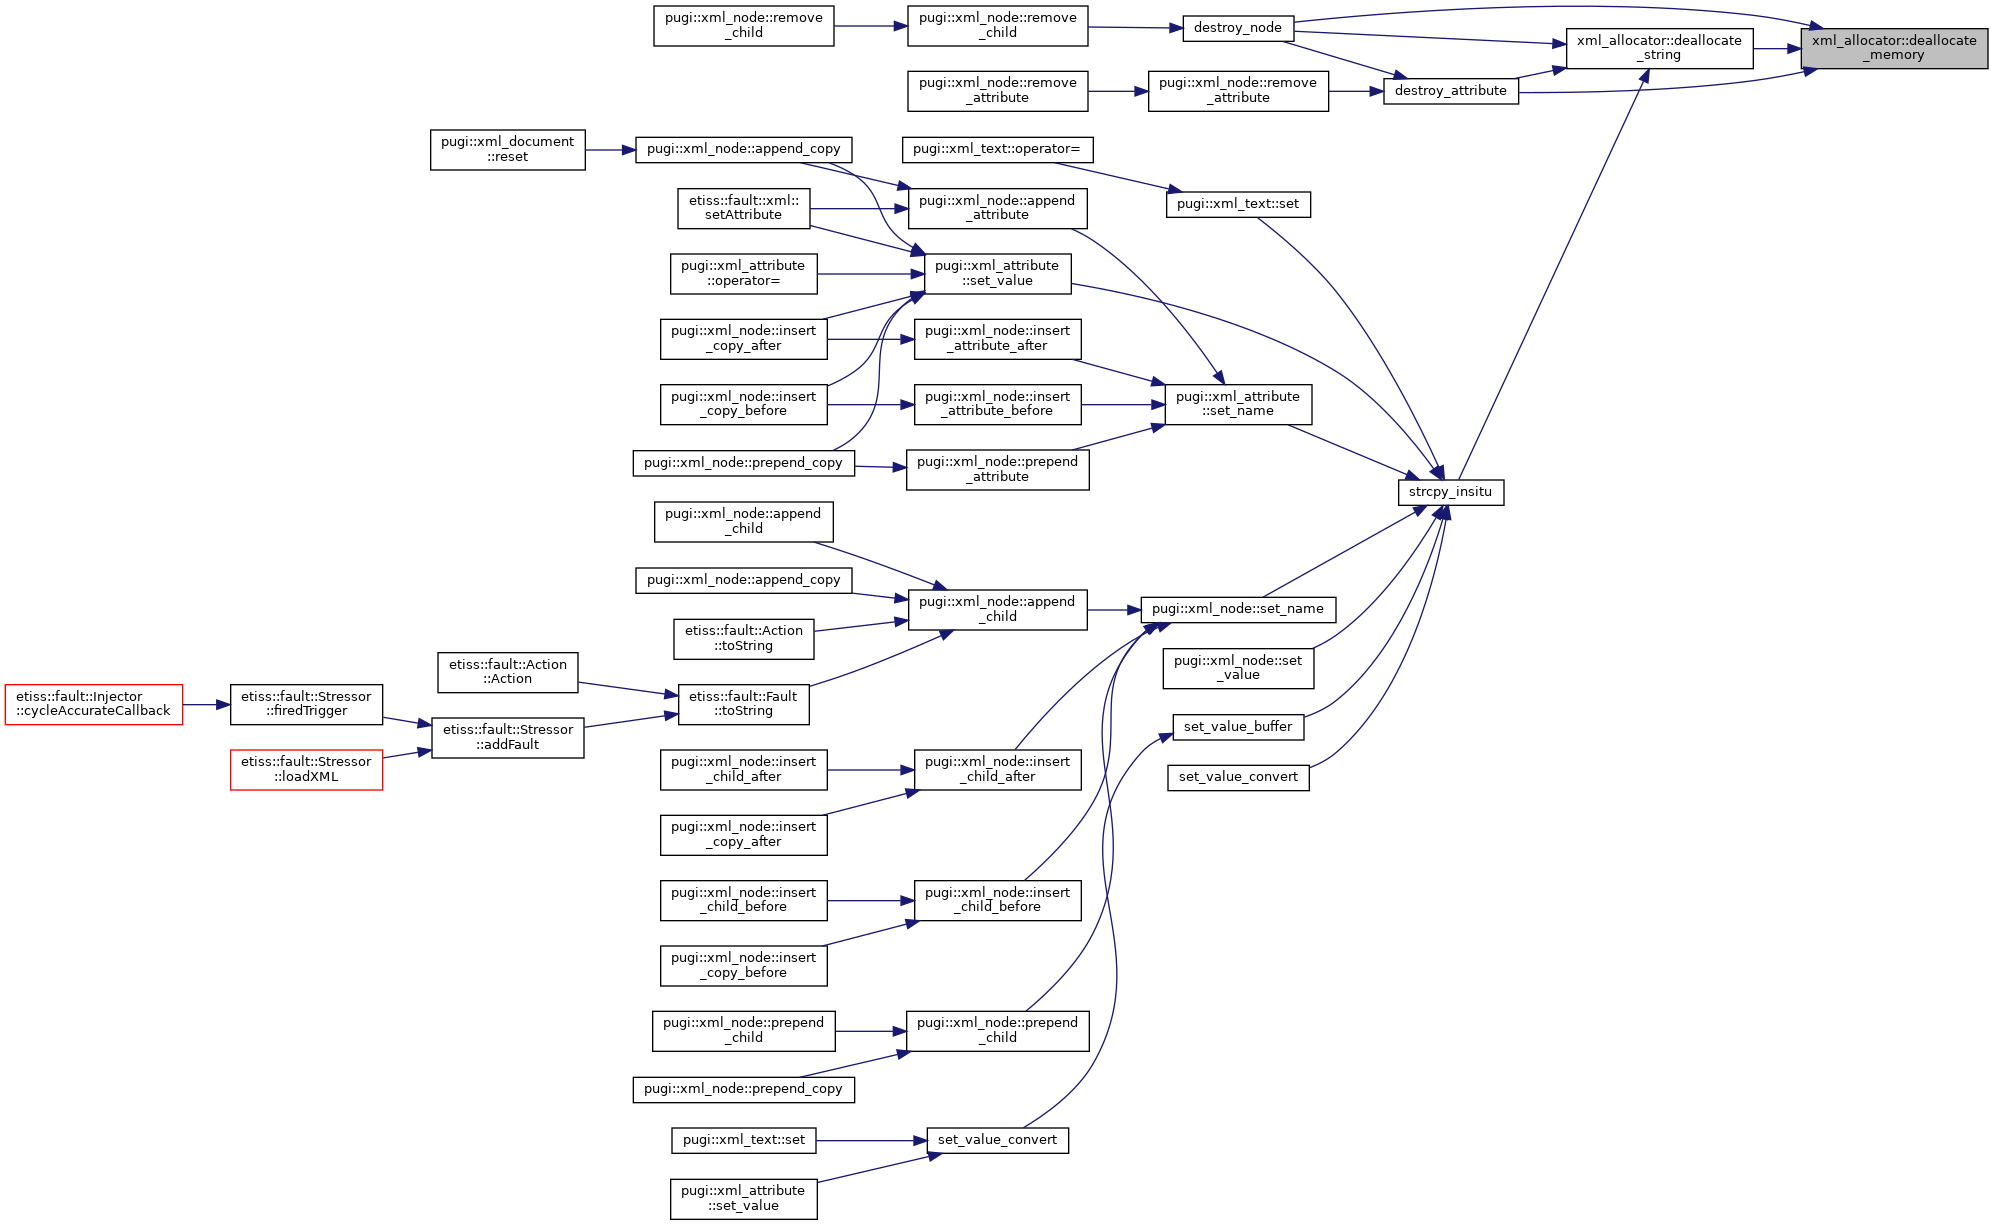 pugi::xml_node::remove
_child
pugi::xml_node::remove
_child
destroy_node
xml_allocator::deallocate
_string
xml_allocator::deallocate
_memory
pugi::xml_node::remove
_attribute
pugi::xml_node::remove
_attribute
destroy_attribute
pugi::xml_document
::reset
pugi::xml_node::append_copy
pugi::xml_text::operator=
etiss::fault::xml::
setAttribute
pugi::xml_node::append
_attribute
pugi::xml_text::set
pugi::xml_attribute
::operator=
pugi::xml_attribute
::set_value
pugi::xml_node::insert
_copy_after
pugi::xml_node::insert
_attribute_after
pugi::xml_node::insert
_copy_before
pugi::xml_node::insert
_attribute_before
pugi::xml_attribute
::set_name
pugi::xml_node::prepend_copy
pugi::xml_node::prepend
_attribute
strcpy_insitu
pugi::xml_node::append
_child
pugi::xml_node::append_copy
pugi::xml_node::append
_child
pugi::xml_node::set_name
etiss::fault::Action
::toString
etiss::fault::Action
::Action
pugi::xml_node::set
_value
etiss::fault::Injector
::cycleAccurateCallback
etiss::fault::Stressor
::firedTrigger
etiss::fault::Fault
::toString
etiss::fault::Stressor
::addFault
set_value_buffer
etiss::fault::Stressor
::loadXML
pugi::xml_node::insert
_child_after
pugi::xml_node::insert
_child_after
set_value_convert
pugi::xml_node::insert
_copy_after
pugi::xml_node::insert
_child_before
pugi::xml_node::insert
_child_before
pugi::xml_node::insert
_copy_before
pugi::xml_node::prepend
_child
pugi::xml_node::prepend
_child
pugi::xml_node::prepend_copy
pugi::xml_text::set
set_value_convert
pugi::xml_attribute
::set_value